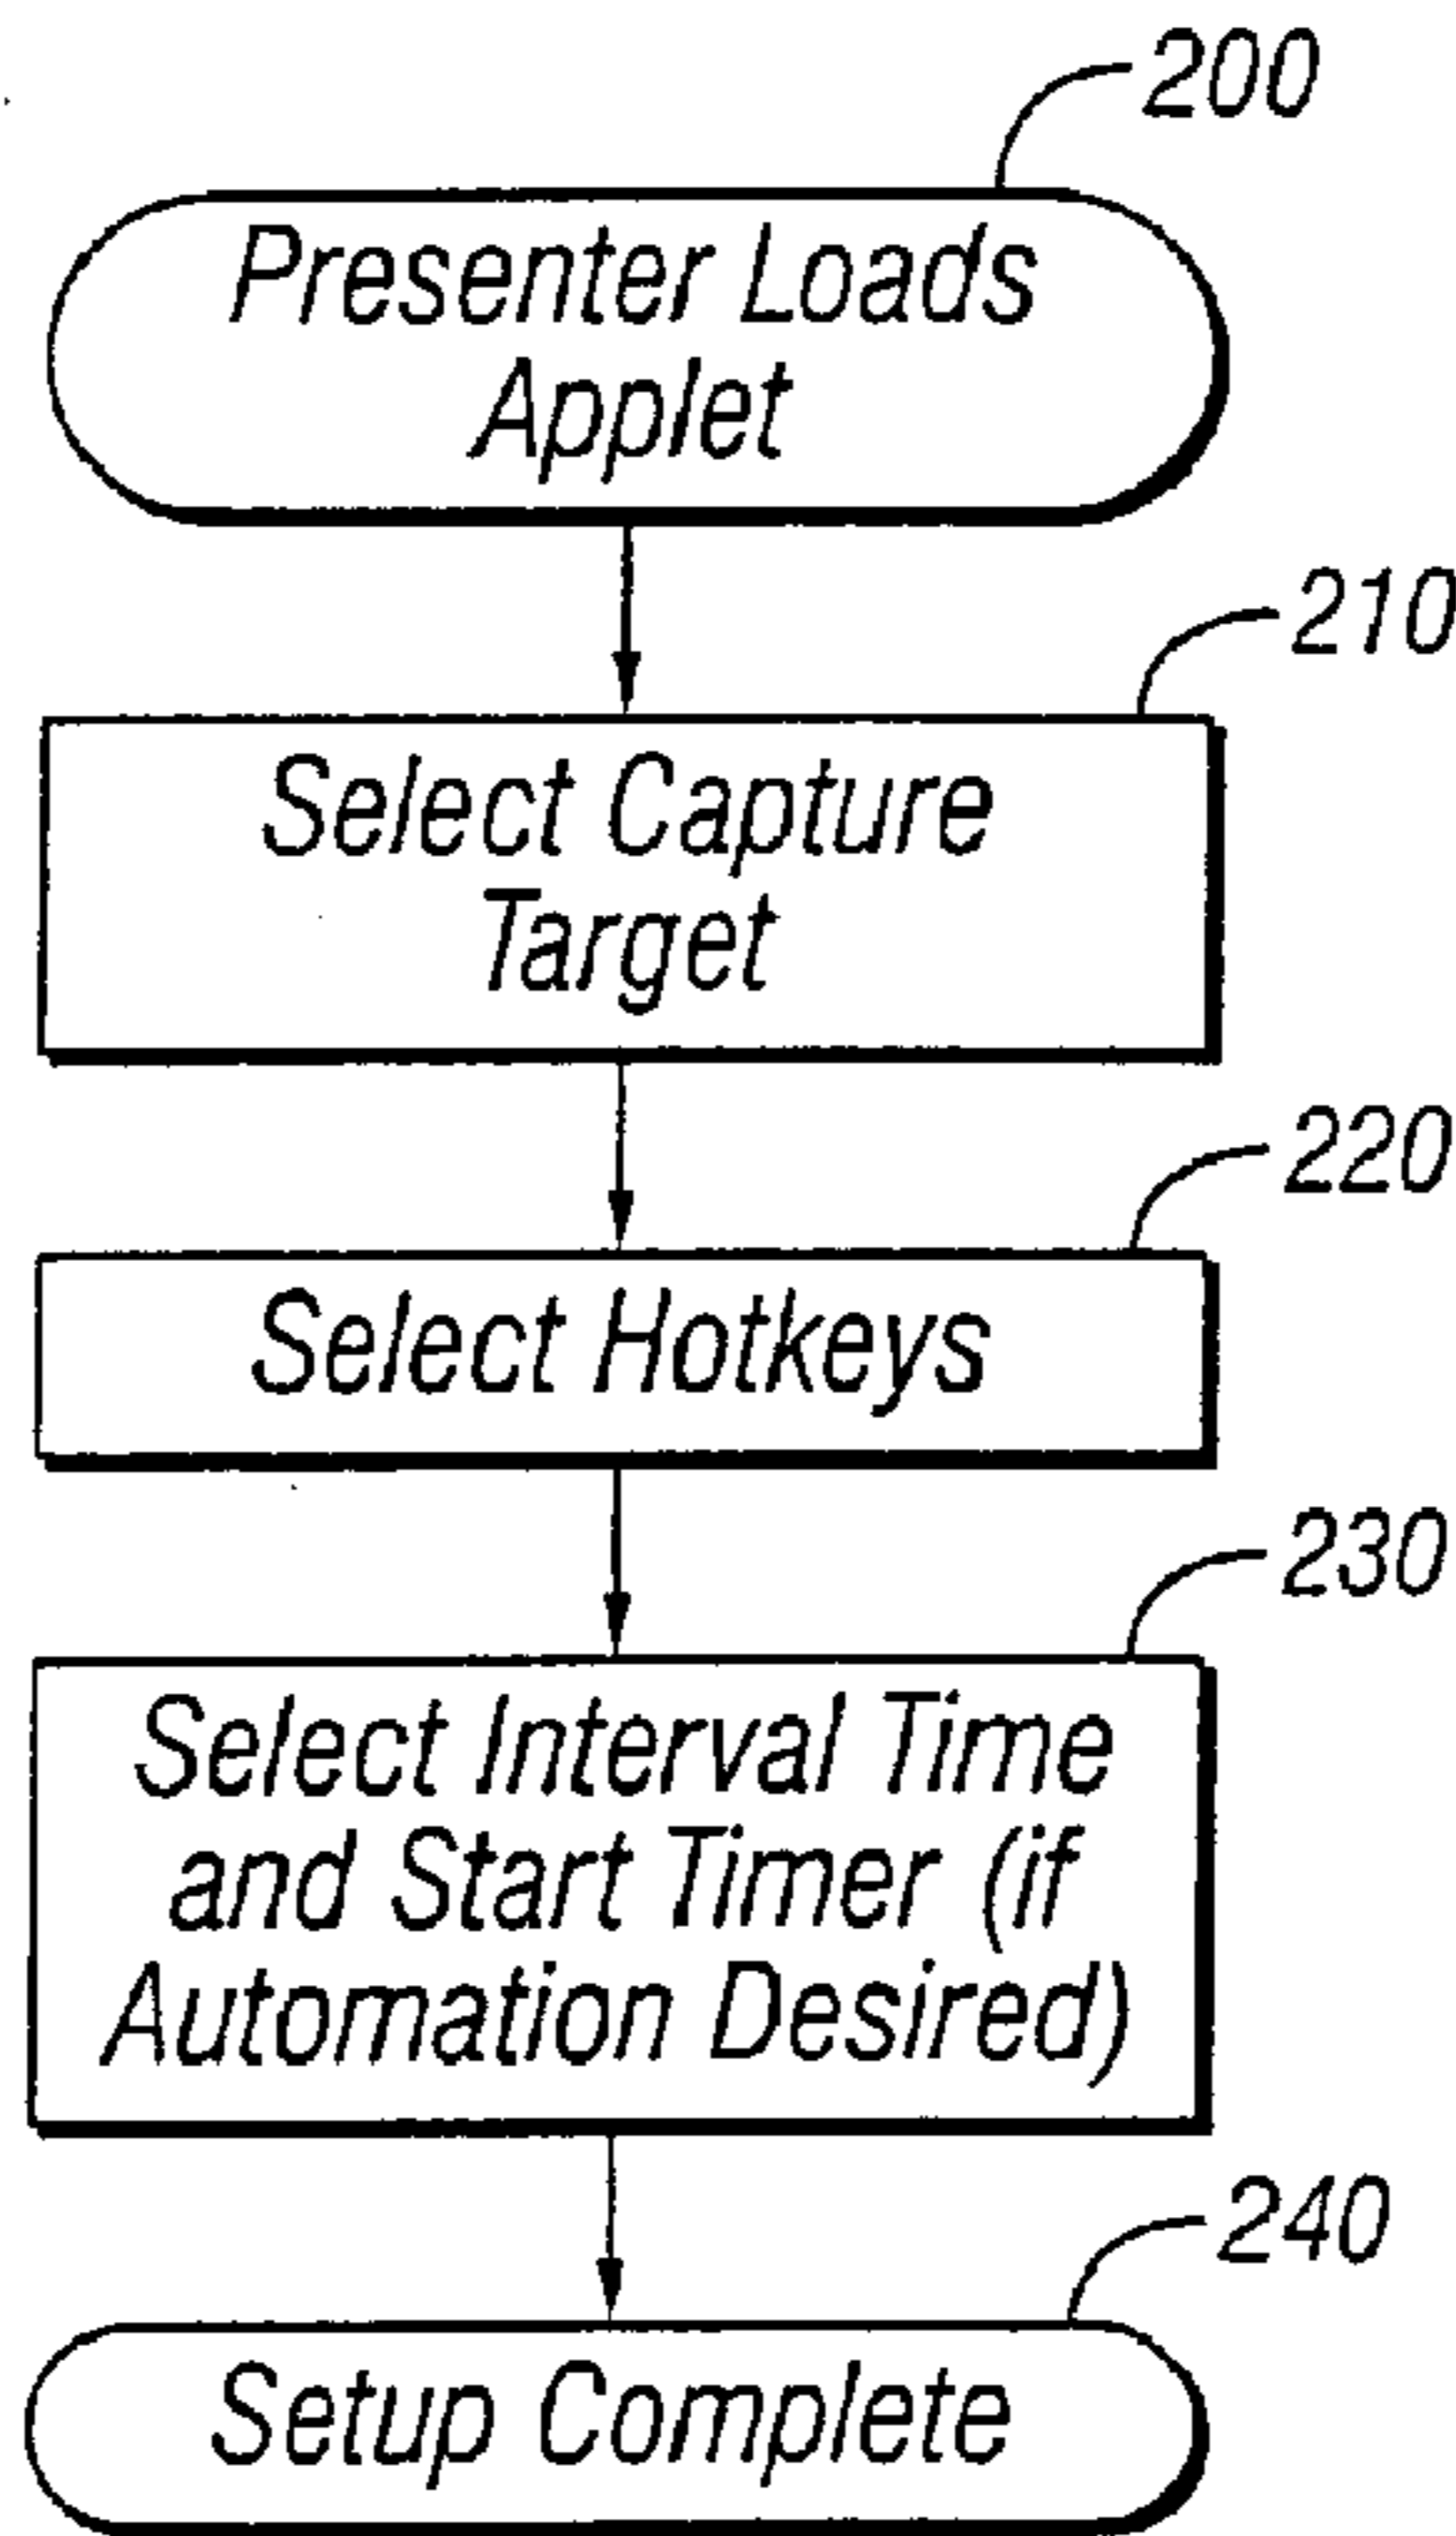 200
Presenter Loads
Applet
210
Select Capture
Target
220
Select Hotkeys
230
Select Interval Time
and Start Timer (if
Automation Desired)
240
Setup Complete